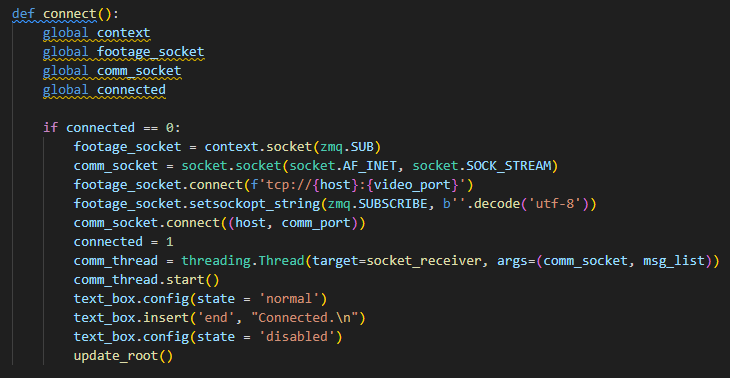 def connect():
    global context
    global footage_socket
    global comm_socket
    global connected

    if connected == 0:
        footage_socket = context.socket(zmq.SUB)
        comm_socket = socket.socket(socket.AF_INET, socket.SOCK_STREAM)
        footage_socket.connect(f'tcp://{host}:{video_port}')
        footage_socket.setsockopt_string(zmq.SUBSCRIBE, b''.decode('utf-8'))
        comm_socket.connect((host, comm_port))
        connected = 1
        comm_thread = threading.Thread(target=socket_receiver, args=(comm_socket, msg_list))
        comm_thread.start()
        text_box.config(state = 'normal')
        text_box.insert('end', "Connected.\n")
        text_box.config(state = 'disabled')
        update_root()